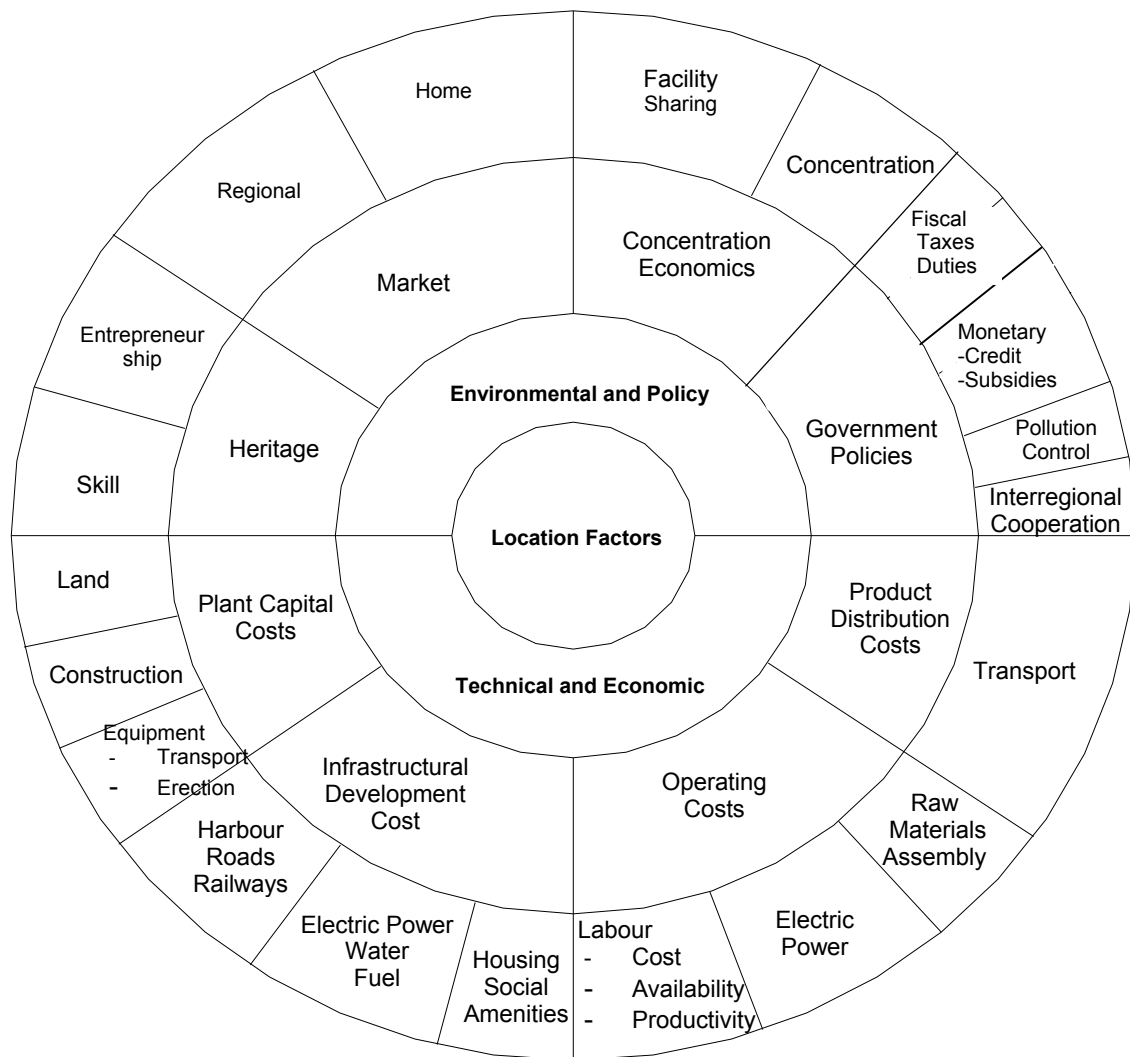 Home
Facility
Sharing
Concentration
Regional
Fiscal
Taxes
Duties
Concentration
Economics
Market
Entrepreneur
ship
Monetary
-Credit
-Subsidies
Environmental and Policy
Heritage
Government
Policies
Pollution
Control
Skill
Interregional
Cooperation
Location Factors
Land
Plant Capital
Costs
Product
Distribution
Costs
Construction
Technical and Economic
Transport
Equipment
- Transport
- Erection
Infrastructural
Development
Cost
Operating
Costs
Raw
Materials
Assembly
Harbour
Roads
Railways
Electric Power
Water
Fuel
Housing
Social
Amenities
Labour
- Cost
- Availability
- Productivity
Electric
Power